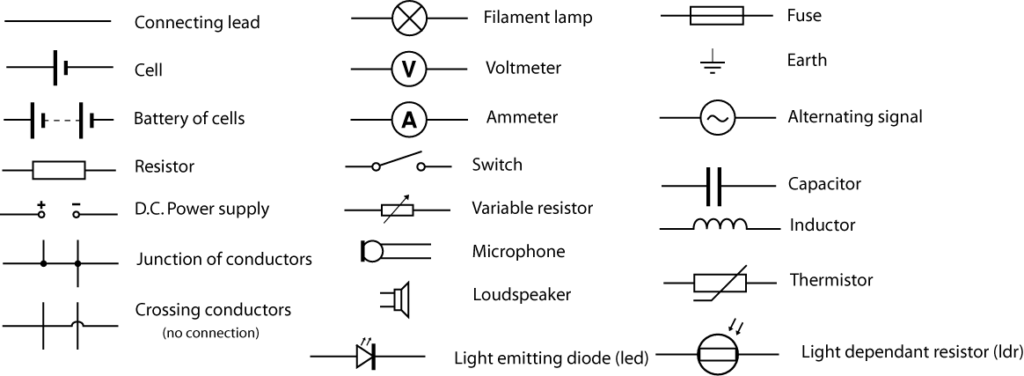 Connecting lead
Cell
Battery of cells
Resistor
+ −
D.C. Power supply
Junction of conductors
Crossing conductors
(no connection)
Filament lamp
V
Voltmeter
A
Ammeter
Switch
Variable resistor
Microphone
Loudspeaker
Light emitting diode (led)
Fuse
Earth
Alternating signal
Capacitor
Inductor
Thermistor
Light dependant resistor (ldr)